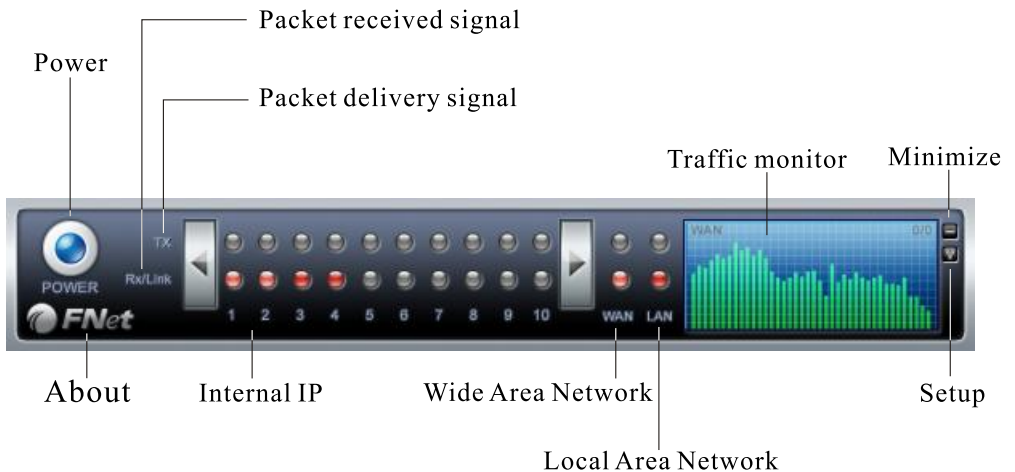 Packet received signal
Power
Packet delivery signal
Traffic monitor
Minimize
TX
WAN 0/0
Rx/Link
POWER
FNet
1 2 3 4 5 6 7 8 9 10 WAN LAN
About
Internal IP
Wide Area Network
Setup
Local Area Network